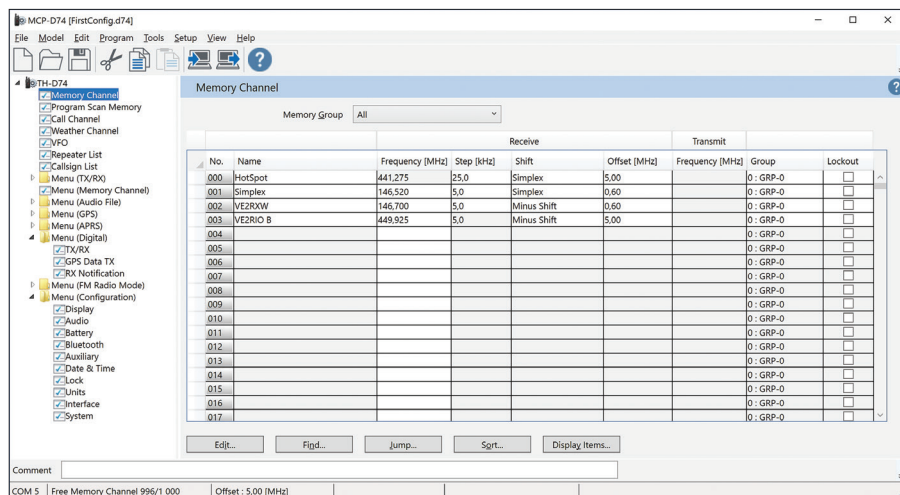 MCP-D74 [FirstConfig.d74]
File Model Edit Program Tools Setup View Help
TH-D74
Memory Channel
Program Scan Memory
Call Channel
Weather Channel
VFO
Repeater List
Callsign List
Menu (TX/RX)
Menu (Memory Channel)
Menu (Audio File)
Menu (GPS)
Menu (APRS)
Menu (Digital)
TX/RX
GPS Data TX
RX Notification
Menu (FM Radio Mode)
Menu (Configuration)
Display
Audio
Battery
Bluetooth
Auxiliary
Date & Time
Lock
Units
Interface
System
Memory Channel
Memory Group All
Receive Transmit
No. Name Frequency [MHz] Step [kHz] Shift Offset [MHz] Frequency [MHz] Group Lockout
000 HotSpot 441,275 25,0 Simplex 5,00 0 : GRP-0
001 Simplex 146,520 5,0 Simplex 0,60 0 : GRP-0
002 VE2RXW 146,700 5,0 Minus Shift 0,60 0 : GRP-0
003 VE2RIO B 449,925 5,0 Minus Shift 5,00 0 : GRP-0
004 0 : GRP-0
005 0 : GRP-0
006 0 : GRP-0
007 0 : GRP-0
008 0 : GRP-0
009 0 : GRP-0
010 0 : GRP-0
011 0 : GRP-0
012 0 : GRP-0
013 0 : GRP-0
014 0 : GRP-0
015 0 : GRP-0
016 0 : GRP-0
017 0 : GRP-0
Edit... Find... Jump... Sort... Display Items...
Comment
COM 5 Free Memory Channel 996/1 000 Offset : 5,00 [MHz]